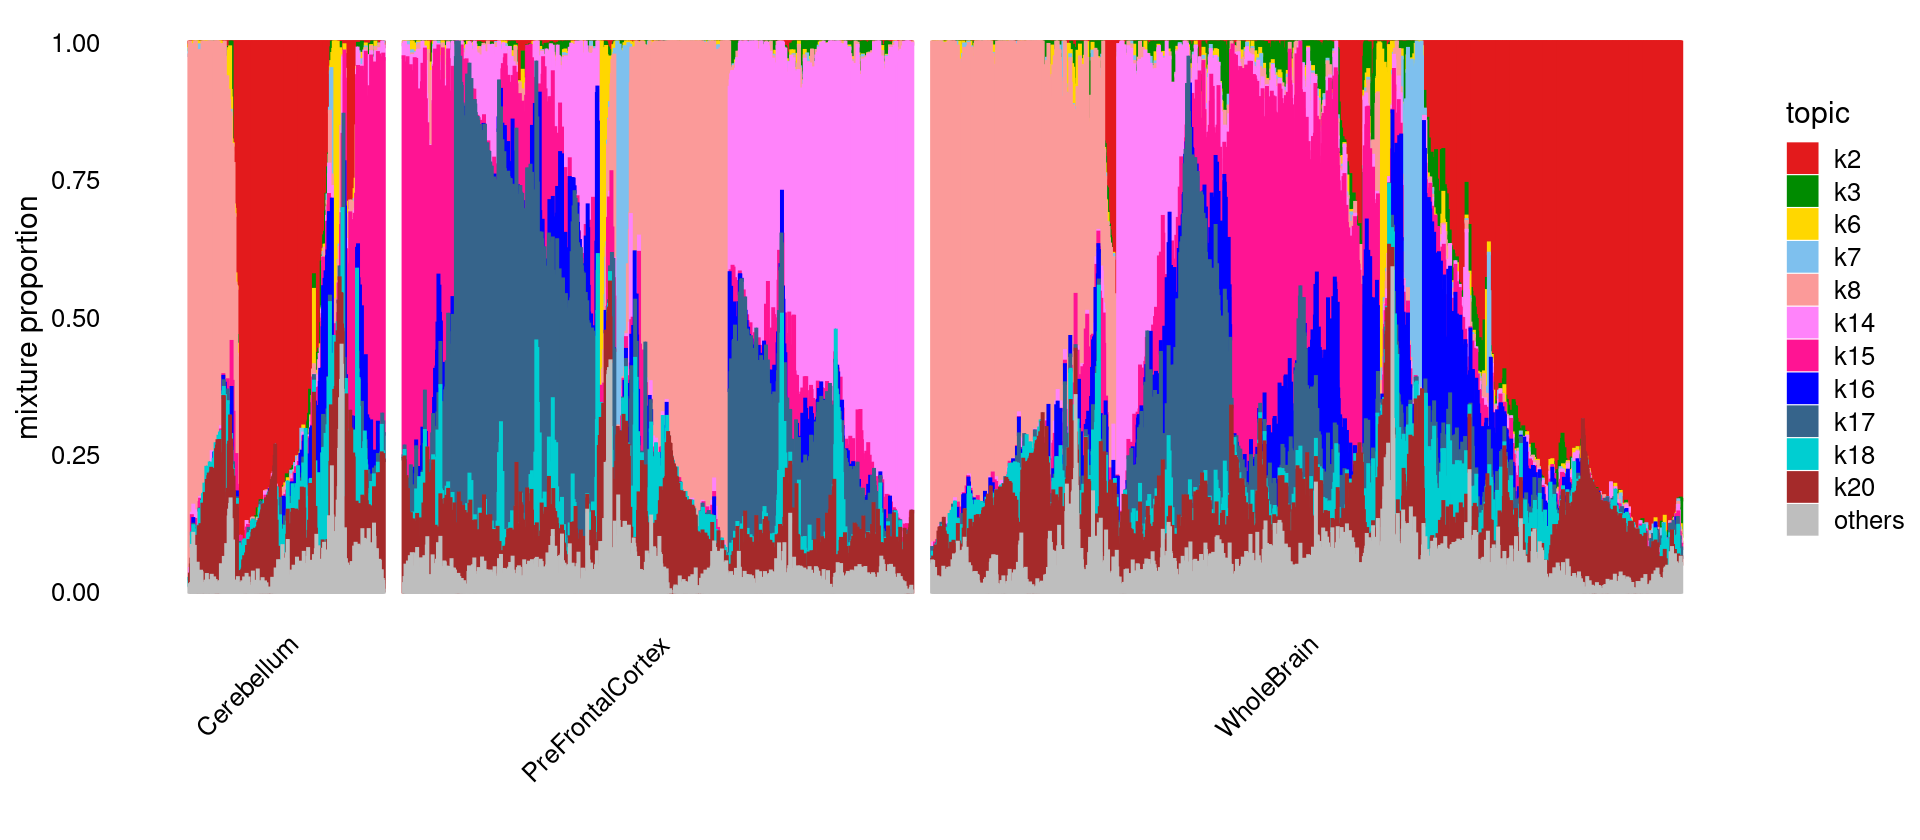 mixture proportion
1.00
0.75
0.50
0.25
0.00
Cerebellum
PreFrontalCortex
WholeBrain
topic
k2
k3
k6
k7
k8
k14
k15
k16
k17
k18
k20
others